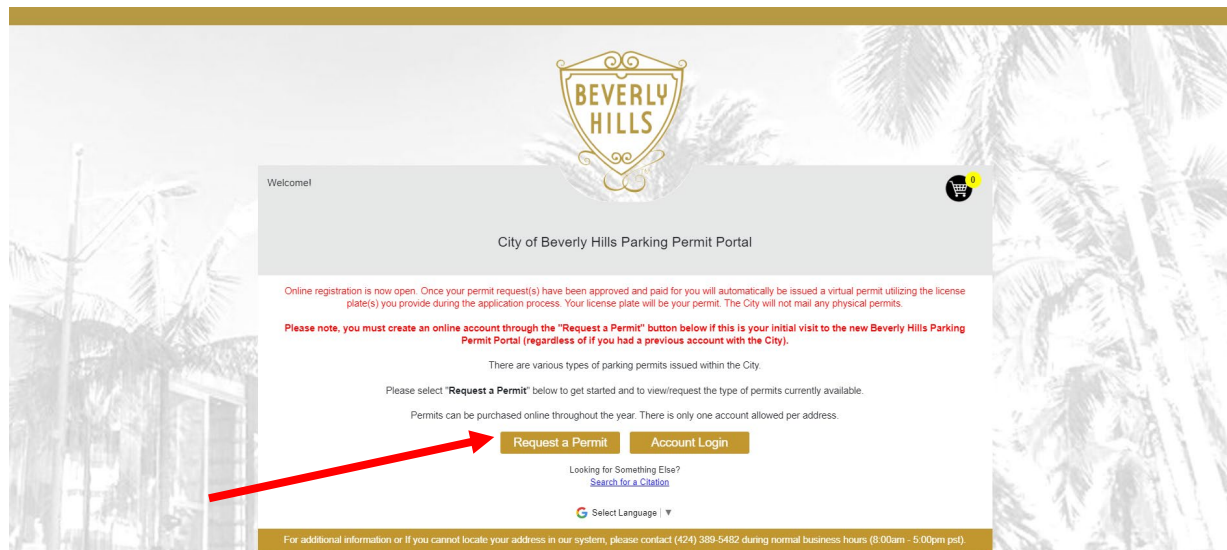 BEVERLY
HILLS
Welcome!
0
City of Beverly Hills Parking Permit Portal
Online registration is now open. Once your permit request(s) have been approved and paid for you will automatically be issued a virtual permit utilizing the license
plate(s) you provide during the application process. Your license plate will be your permit. The City will not mail any physical permits.
Please note, you must create an online account through the "Request a Permit" button below if this is your initial visit to the new Beverly Hills Parking
Permit Portal (regardless of if you had a previous account with the City).
There are various types of parking permits issued within the City.
Please select "Request a Permit" below to get started and to view/request the type of permits currently available.
Permits can be purchased online throughout the year. There is only one account allowed per address.
Request a Permit Account Login
Looking for Something Else?
Search for a Citation
G Select Language | ▼
For additional information or If you cannot locate your address in our system, please contact (424) 389-5482 during normal business hours (8:00am - 5:00pm pst).